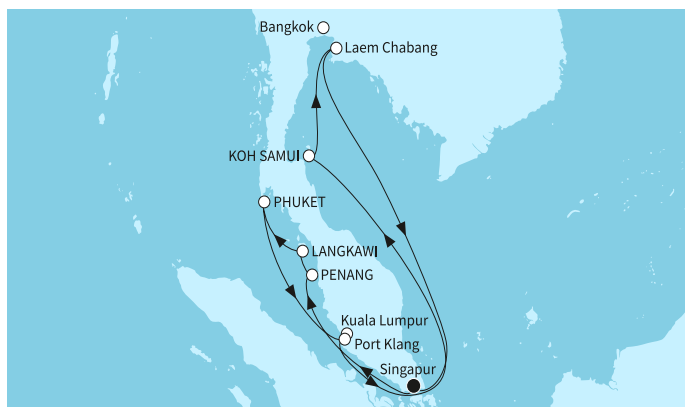 Bangkok
Laem Chabang
KOH SAMUI
PHUKET
LANGKAWI
PENANG
Kuala Lumpur
Port Klang
Singapur